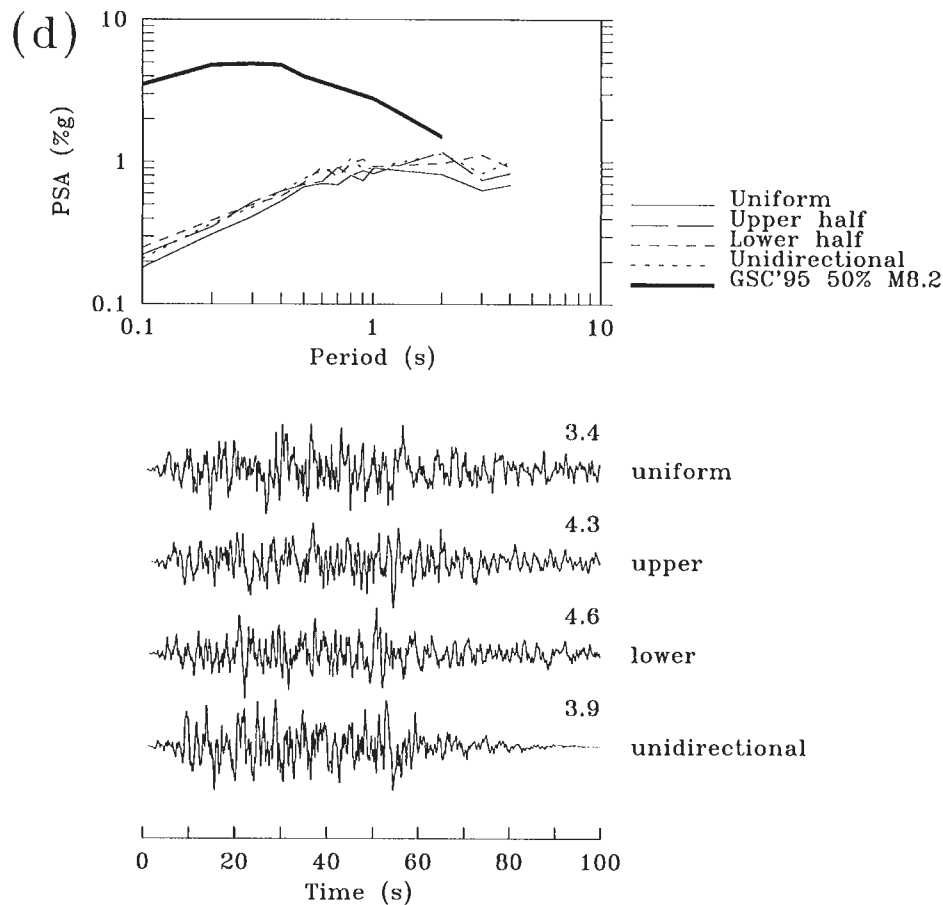 (d)
10
1
0.1
PSA (%g)
0.1 1 10
Period (s)
Uniform
Upper half
Lower half
Unidirectional
GSC'95 50% M8.2
3.4
uniform
4.3
upper
4.6
lower
3.9
unidirectional
0 20 40 60 80 100
Time (s)